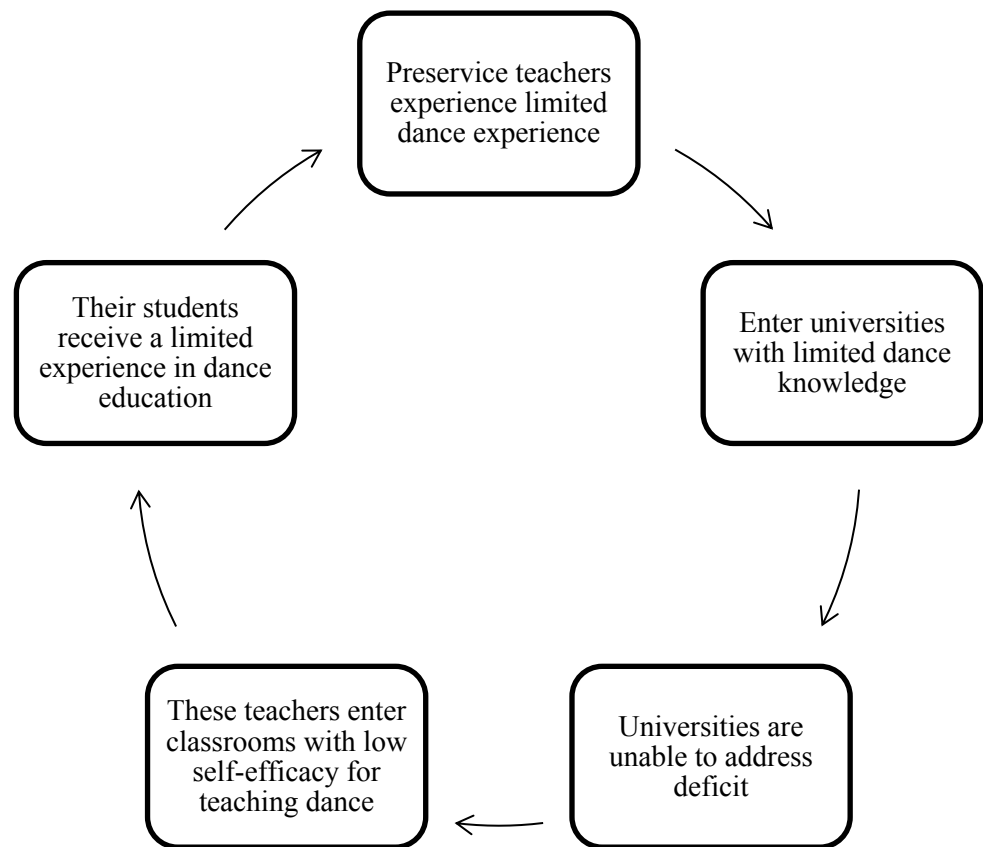 Preservice teachers
experience limited
dance experience
Enter universities
with limited dance
knowledge
Universities are
unable to address
deficit
These teachers enter
classrooms with low
self-efficacy for
teaching dance
Their students
receive a limited
experience in dance
education